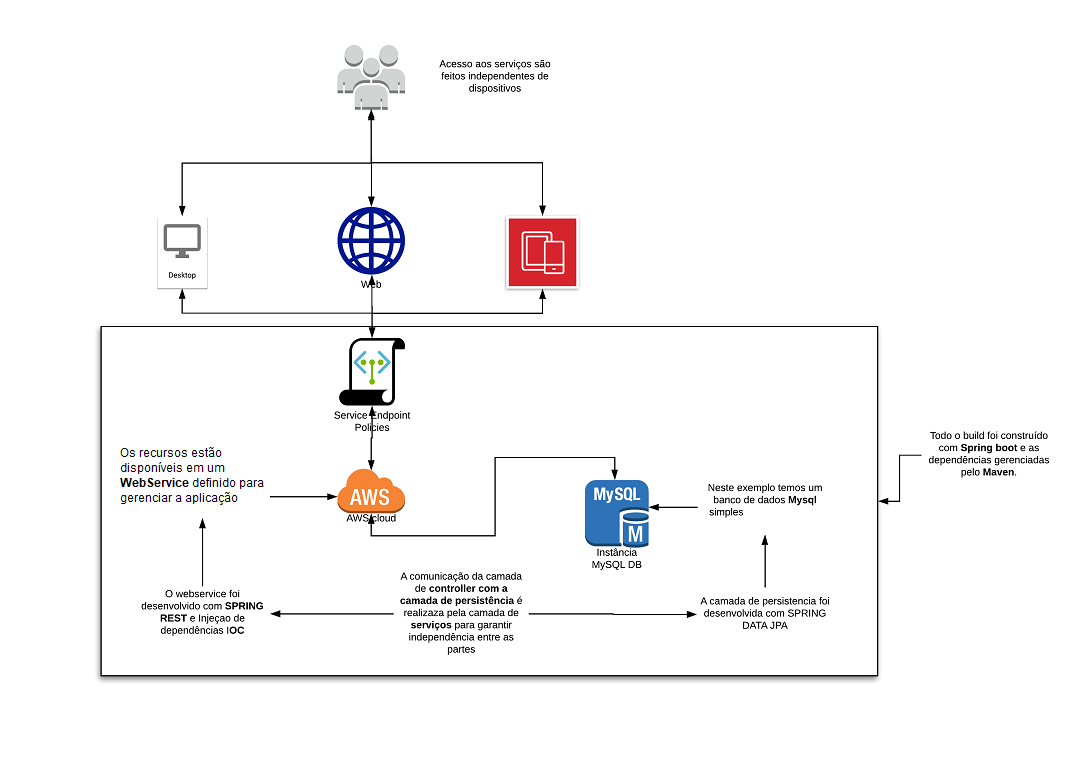 Acesso aos serviços são
feitos independentes de
dispositivos
Desktop
Web
Service Endpoint
Policies
Os recursos estão
disponíveis em um
WebService definido para
gerenciar a aplicação
AWS
AWS cloud
MySQL
M
Instância
MySQL DB
Neste exemplo temos um
banco de dados Mysql
simples
Todo o build foi construído
com Spring boot e as
dependências gerenciadas
pelo Maven.
O webservice foi
desenvolvido com SPRING
REST e Injeçao de
dependências IOC
A comunicação da camada
de controller com a
camada de persistência é
realizaza pela camada de
serviços para garantir
independência entre as
partes
A camada de persistencia foi
desenvolvida com SPRING
DATA JPA